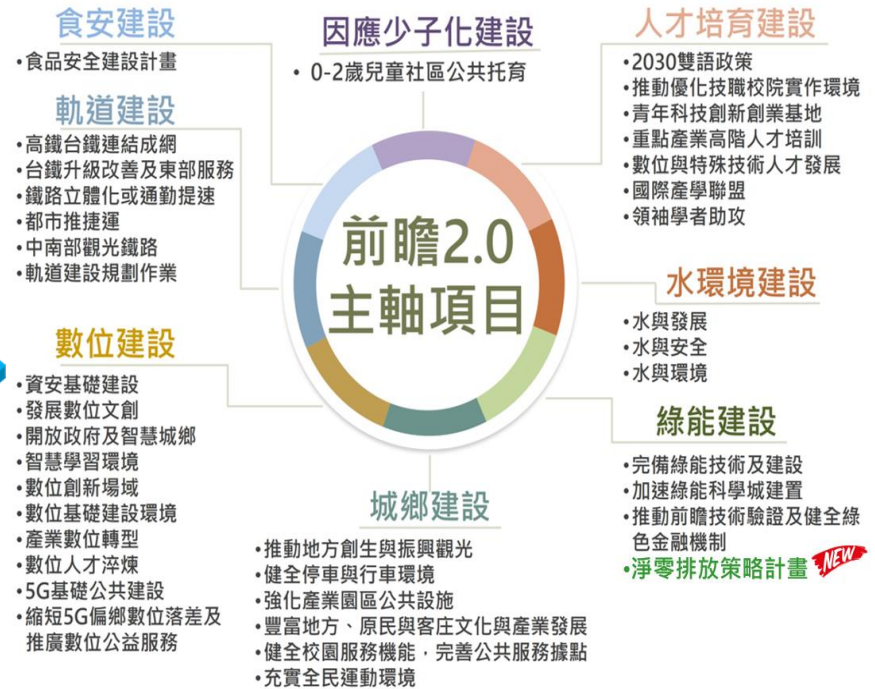 前瞻2.0
主軸項目
食安建設
•食品安全建設計畫
軌道建設
•高鐵台鐵連結成網
•台鐵升級改善及東部服務
•鐵路立體化或通勤提速
•都市推捷運
•中南部觀光鐵路
•軌道建設規劃作業
數位建設
•資安基礎建設
•發展數位文創
•開放政府及智慧城鄉
•智慧學習環境
•數位創新場域
•數位基礎建設環境
•產業數位轉型
•數位人才淬煉
•5G基礎公共建設
•縮短5G偏鄉數位落差及
推廣數位公益服務
因應少子化建設
• 0-2歲兒童社區公共托育
城鄉建設
•推動地方創生與振興觀光
•健全停車與行車環境
•強化產業園區公共設施
•豐富地方、原民與客庄文化與產業發展
•健全校園服務機能，完善公共服務據點
•充實全民運動環境
人才培育建設
•2030雙語政策
•推動優化技職校院實作環境
•青年科技創新創業基地
•重點產業高階人才培訓
•數位與特殊技術人才發展
•國際產學聯盟
•領袖學者助攻
水環境建設
•水與發展
•水與安全
•水與環境
綠能建設
•完備綠能技術及建設
•加速綠能科學城建置
•推動前瞻技術驗證及健全綠
色金融機制
•淨零排放策略計畫 NEW